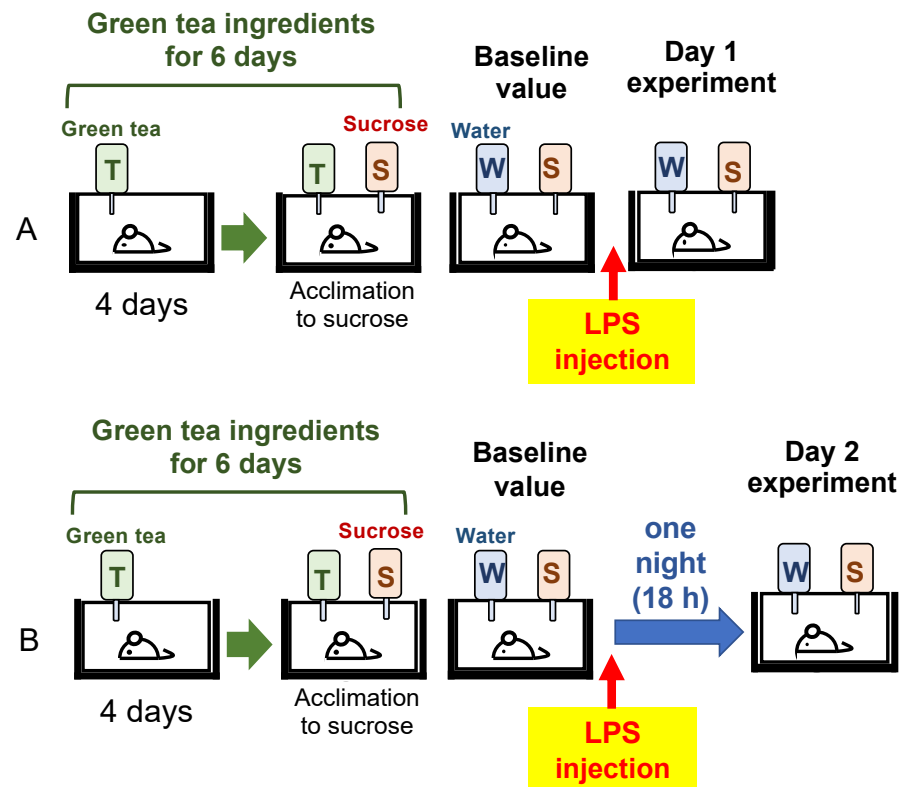 Green tea ingredients
for 6 days
Baseline
value
Day 1
experiment
Green tea
Sucrose
Water
T
T
S
W
S
W
S
A
4 days
Acclimation
to sucrose
LPS
injection
Green tea ingredients
for 6 days
Baseline
value
Day 2
experiment
Green tea
Sucrose
Water
one
night
(18 h)
T
T
S
W
S
W
S
B
4 days
Acclimation
to sucrose
LPS
injection